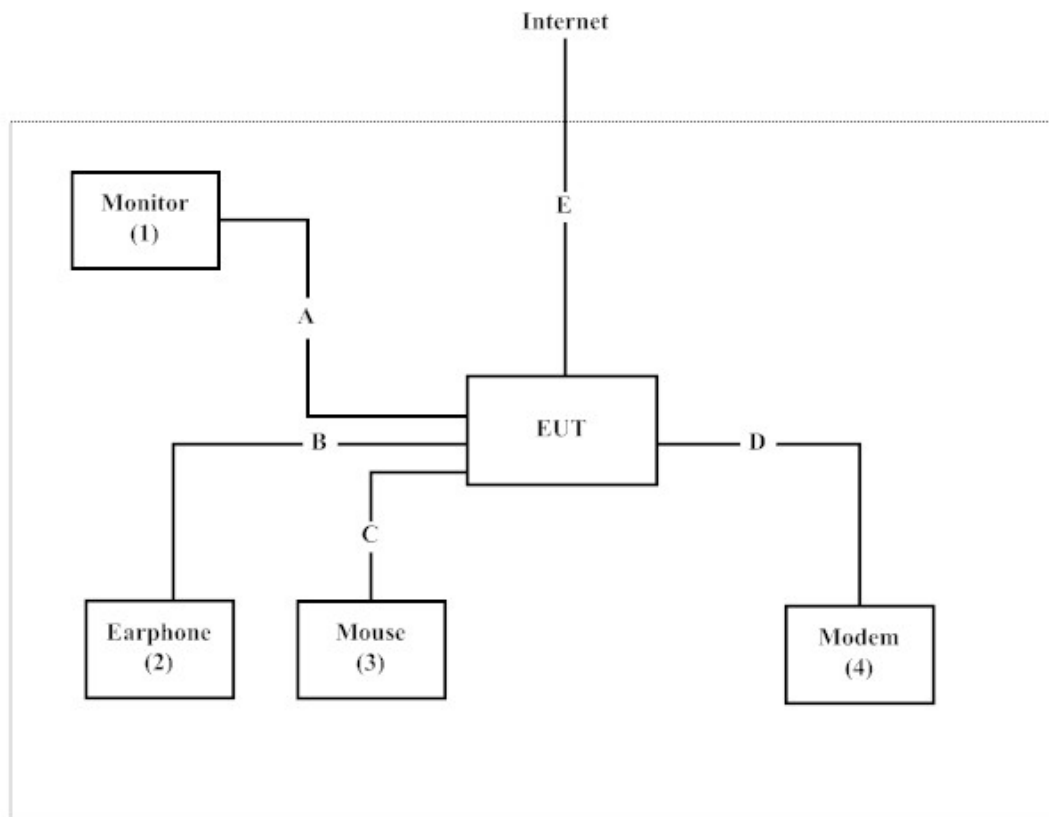 Internet
E
Monitor
(1)
A
EUT
B
D
C
Earphone
(2)
Mouse
(3)
Modem
(4)